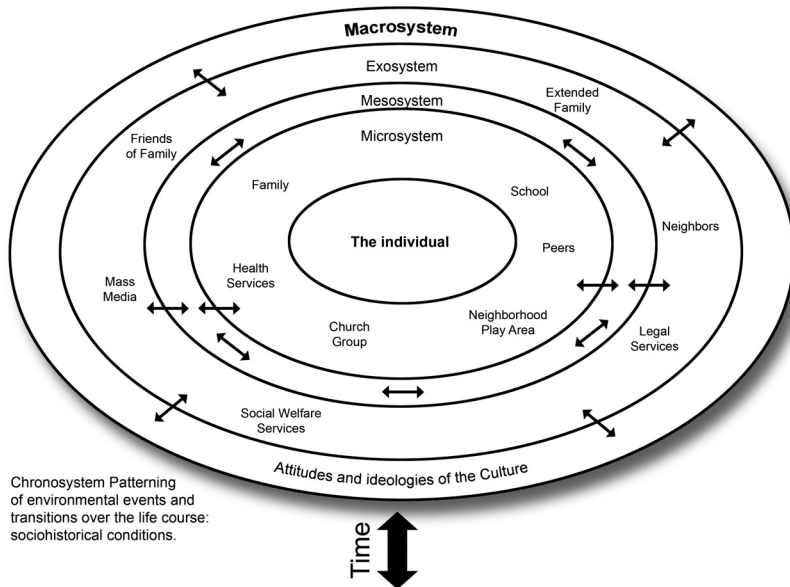 Macrosystem
Exosystem
Mesosystem
Microsystem
Extended
Family
Friends
of Family
Family
School
Neighbors
The individual
Peers
Health
Services
Mass
Media
Neighborhood
Play Area
Church
Group
Legal
Services
Social Welfare
Services
Attitudes and ideologies of the Culture
Chronosystem Patterning
of environmental events and
transitions over the life course:
sociohistorical conditions.
Time